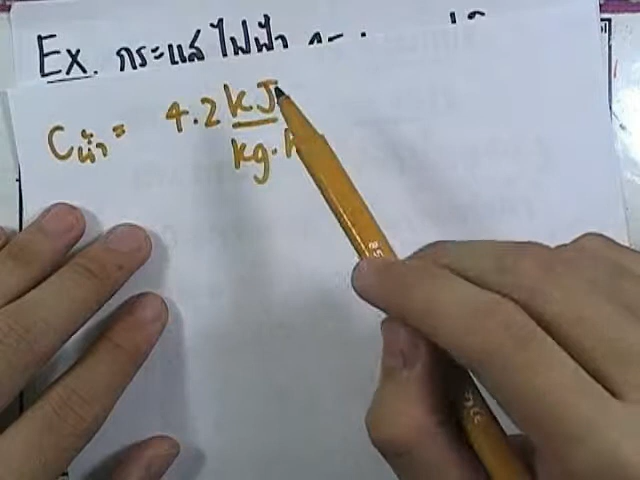 Ex. กระแสไฟฟ้า
Cน้ำ = 4.2 kJ
kg.